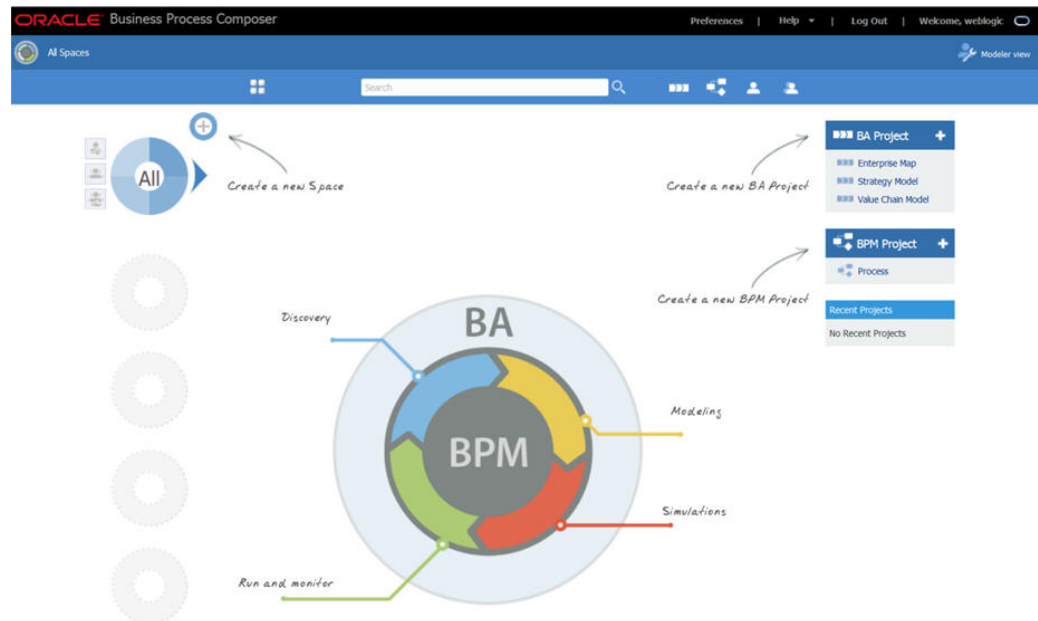 ORACLE Business Process Composer
Preferences | Help | Log Out | Welcome, weblogic
All Spaces
Modeler view
Search
All
Create a new Space
Create a new BA Project
BA Project +
Enterprise Map
Strategy Model
Value Chain Model
Create a new BPM Project
BPM Project +
Process
Recent Projects
No Recent Projects
Discovery
BA
BPM
Modeling
Simulations
Run and monitor